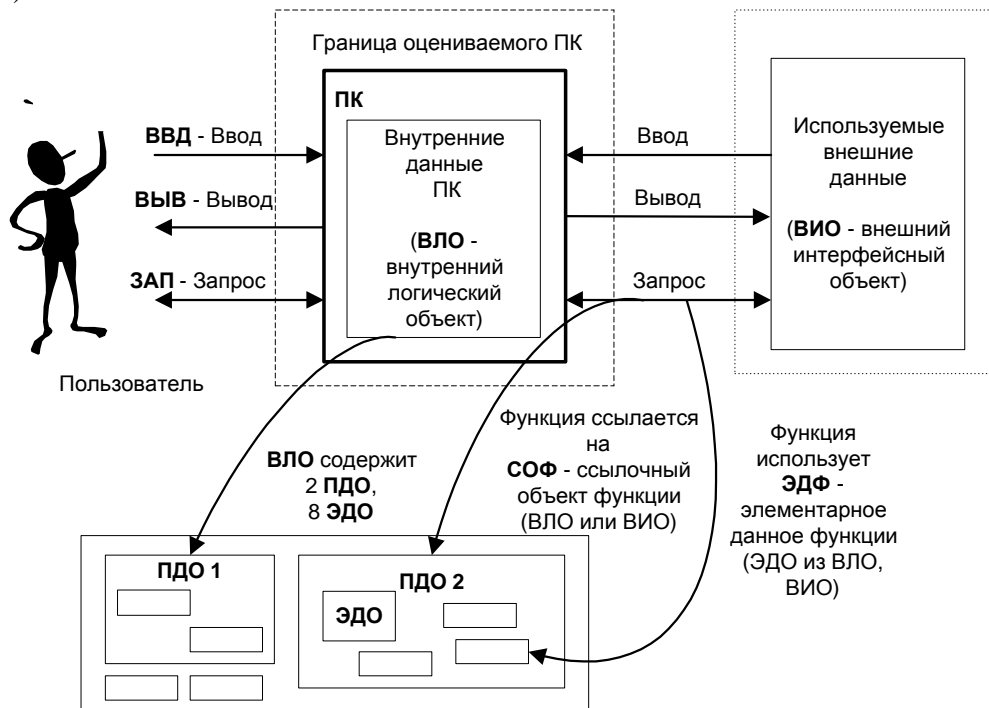 )
Граница оцениваемого ПК
ПК
ВВД - Ввод
ВЫВ - Вывод
ЗАП - Запрос
Пользователь
Внутренние
данные
ПК
(ВЛО -
внутренний
логический
объект)
Ввод
Вывод
Запрос
Используемые
внешние
данные
(ВИО - внешний
интерфейсный
объект)
ВЛО содержит
2 ПДО,
8 ЭДО
Функция ссылается
на
СОФ - ссылочный
объект функции
(ВЛО или ВИО)
Функция
использует
ЭДФ -
элементарное
данное функции
(ЭДО из ВЛО,
ВИО)
ПДО 1
ПДО 2
ЭДО